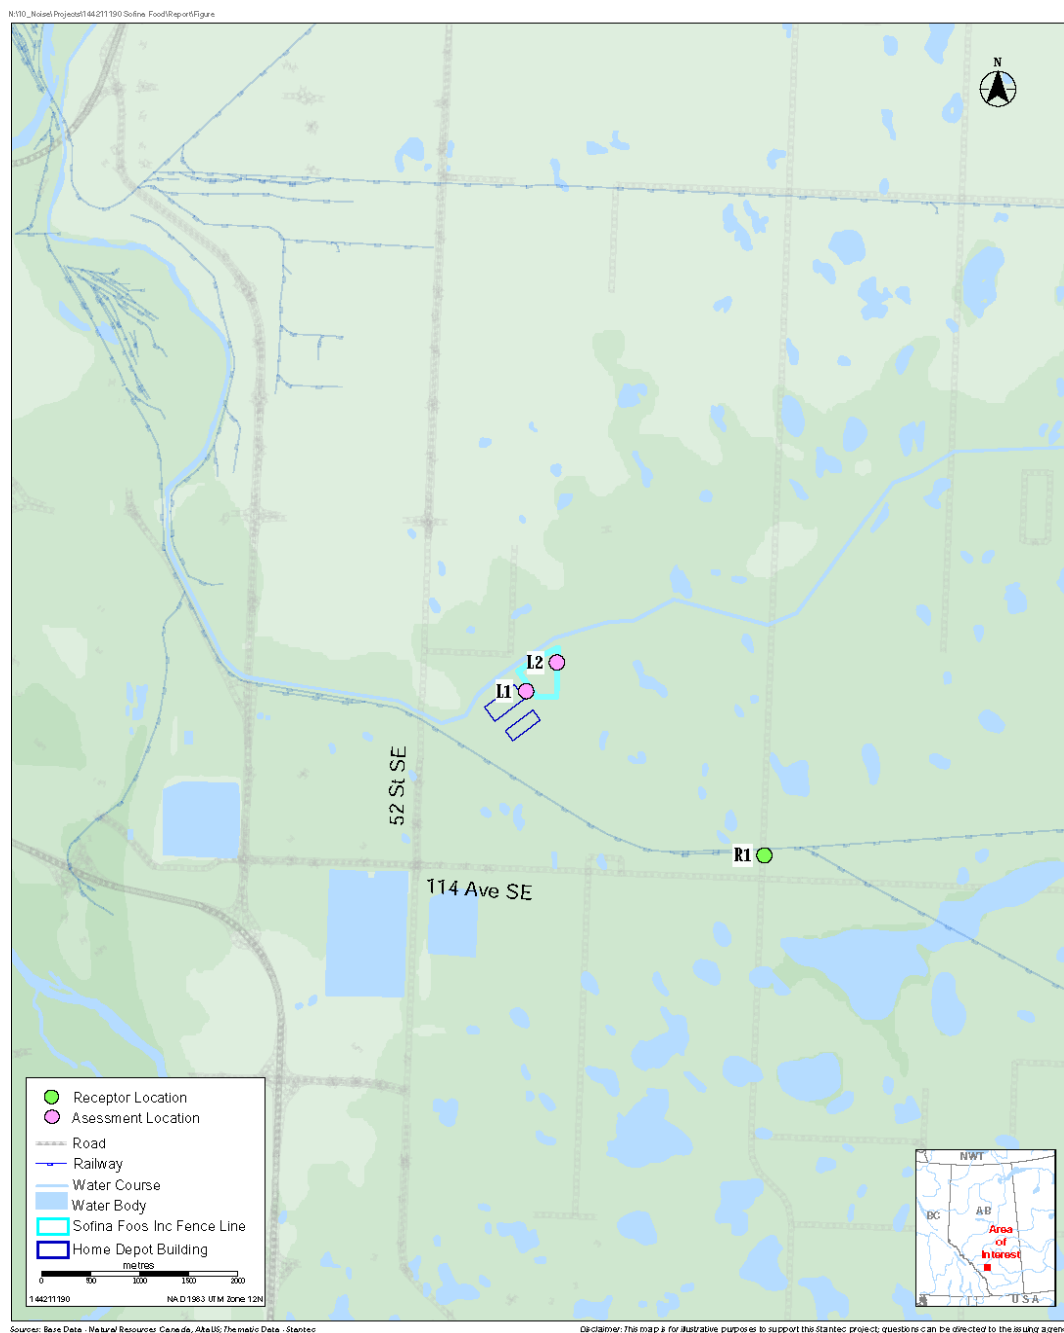 N:\10_Noise\Projects\144211190 Sofina Food\Report\Figure
N
L2
L1
52 St SE
R1
114 Ave SE
Receptor Location
Asessment Location
Road
Railway
Water Course
Water Body
Sofina Foos Inc Fence Line
Home Depot Building
metres
0 500 1000 1500 2000
144211190 NAD 1983 UTM Zone 12N
NWT
BC
AB
Area
of
Interest
USA
Sources: Base Data - Natural Resources Canada, AltaLIS; Thematic Data - Stantec
Disclaimer: This map is for illustrative purposes to support this Stantec project; questions can be directed to the issuing agen